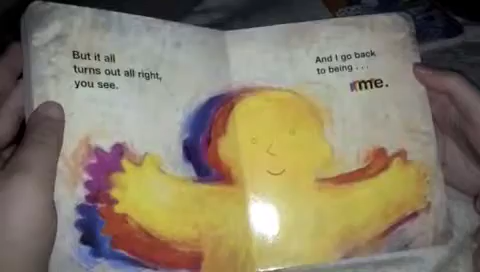 But it all
turns out all right,
you see.
And I go back
to being . . .
me.